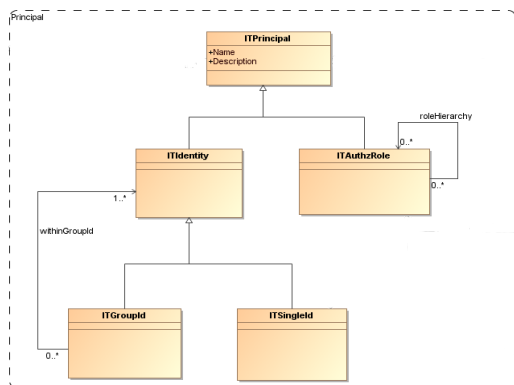 Principal
ITPrincipal
+Name
+Description
roleHierarchy
ITIdentity
ITAuthzRole
0..*
0..*
1..*
withinGroupId
ITGroupId
ITSingleId
0..*